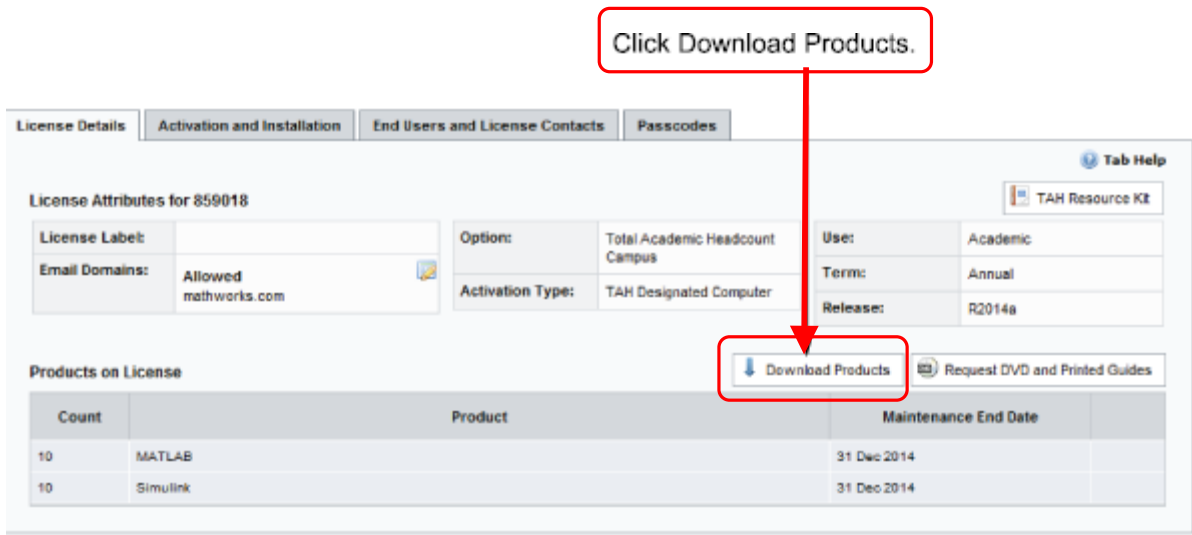 Click Download Products.
License Details Activation and Installation End Users and License Contacts Passcodes
Tab Help
License Attributes for 859018
TAH Resource Kit
License Label:
Email Domains: Allowed
mathworks.com
Option: Total Academic Headcount
Campus
Activation Type: TAH Designated Computer
Use: Academic
Term: Annual
Release: R2014a
Products on License
Download Products Request DVD and Printed Guides
Count Product Maintenance End Date
10 MATLAB 31 Dec 2014
10 Simulink 31 Dec 2014